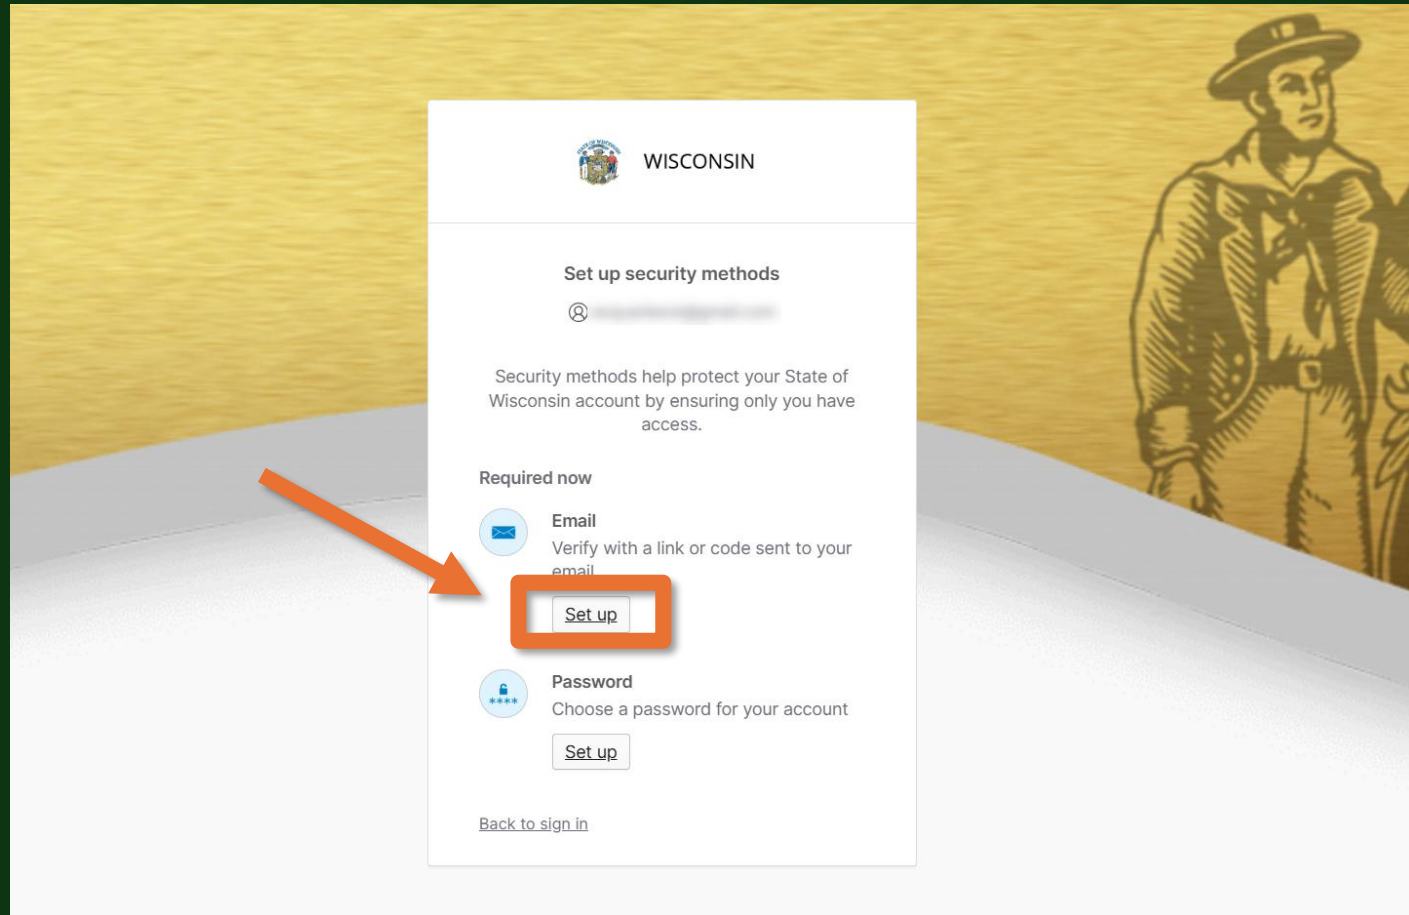 WISCONSIN
Set up security methods
Security methods help protect your State of
Wisconsin account by ensuring only you have
access.
Required now
Email
Verify with a link or code sent to your
email
Set up
Password
****
Choose a password for your account
Set up
Back to sign in